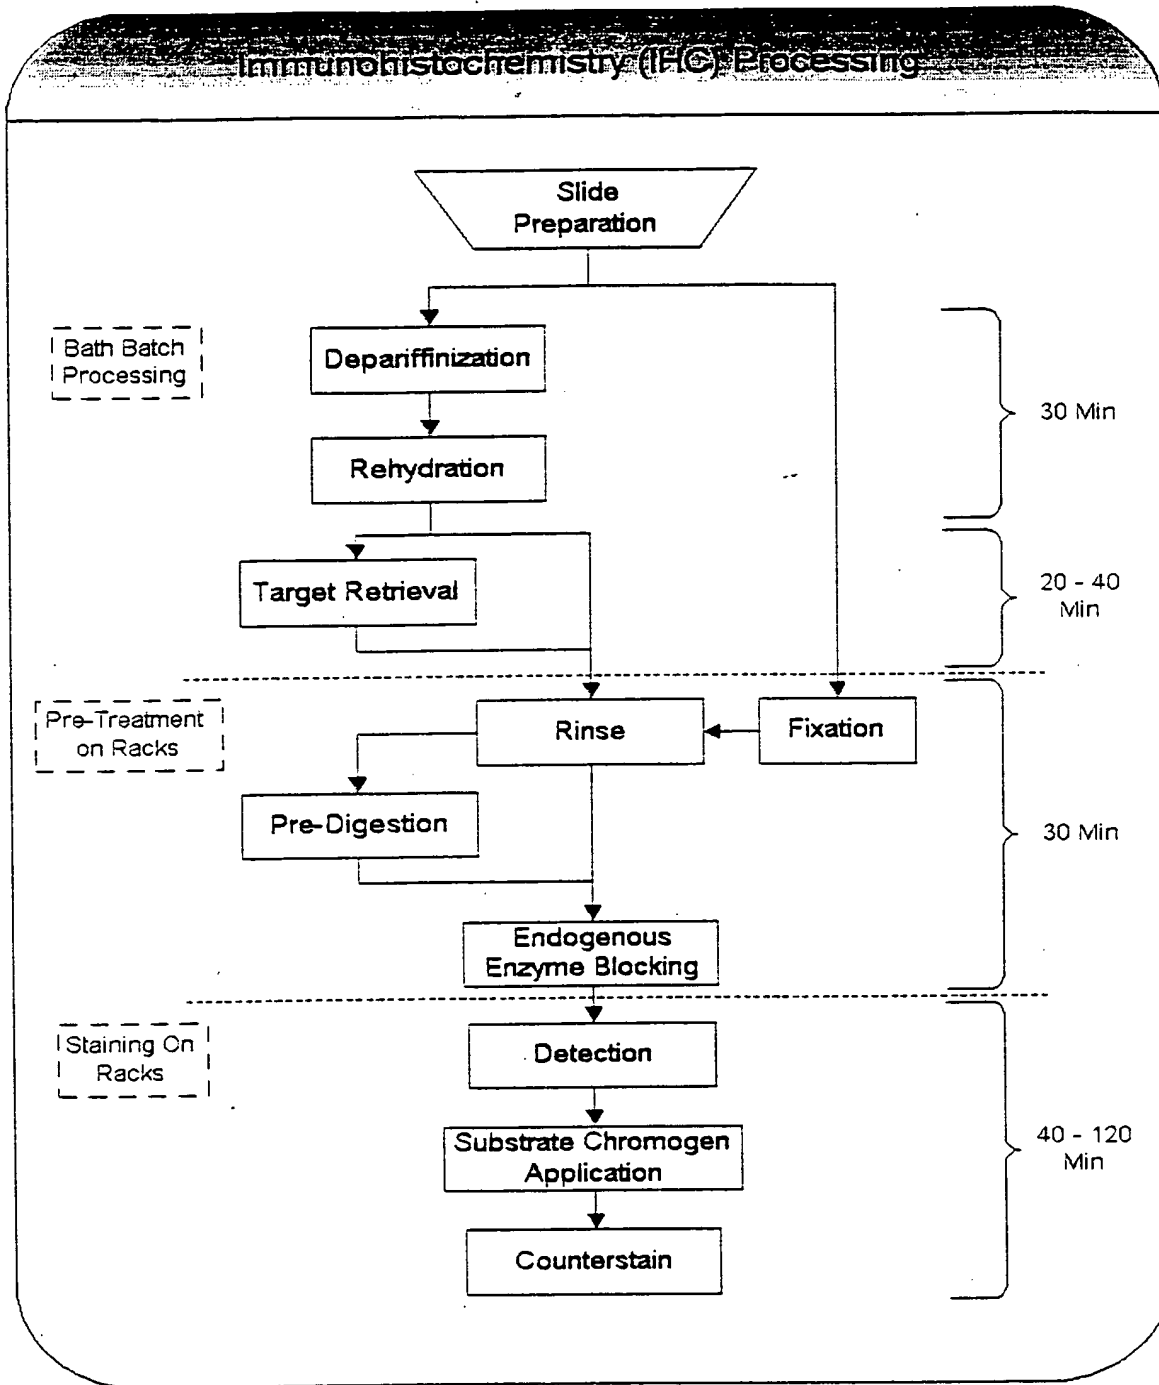 Immunohistochemistry (IHC) Processing
Slide
Preparation
Bath Batch
Processing
Depariffinization
30 Min
Rehydration
Target Retrieval
20 - 40
Min
Pre-Treatment
on Racks
Rinse
Fixation
Pre-Digestion
30 Min
Endogenous
Enzyme Blocking
Staining On
Racks
Detection
Substrate Chromogen
Application
40 - 120
Min
Counterstain